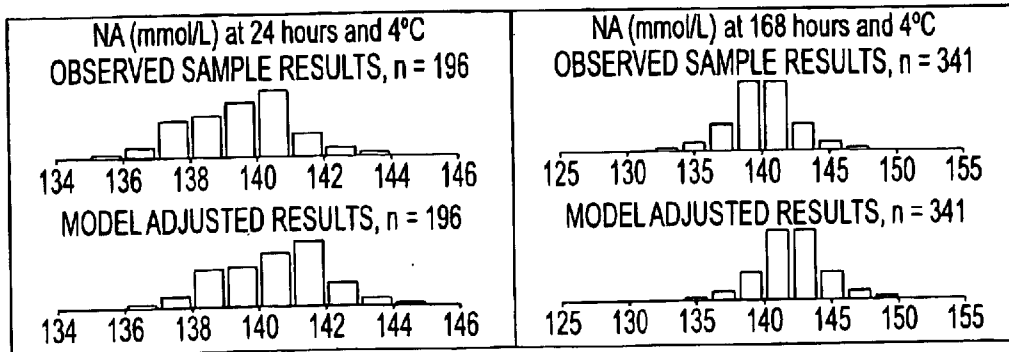 NA (mmol/L) at 24 hours and 4ºC
OBSERVED SAMPLE RESULTS, n = 196
134 136 138 140 142 144 146
MODEL ADJUSTED RESULTS, n = 196
134 136 138 140 142 144 146
NA (mmol/L) at 168 hours and 4ºC
OBSERVED SAMPLE RESULTS, n = 341
125 130 135 140 145 150 155
MODEL ADJUSTED RESULTS, n = 341
125 130 135 140 145 150 155